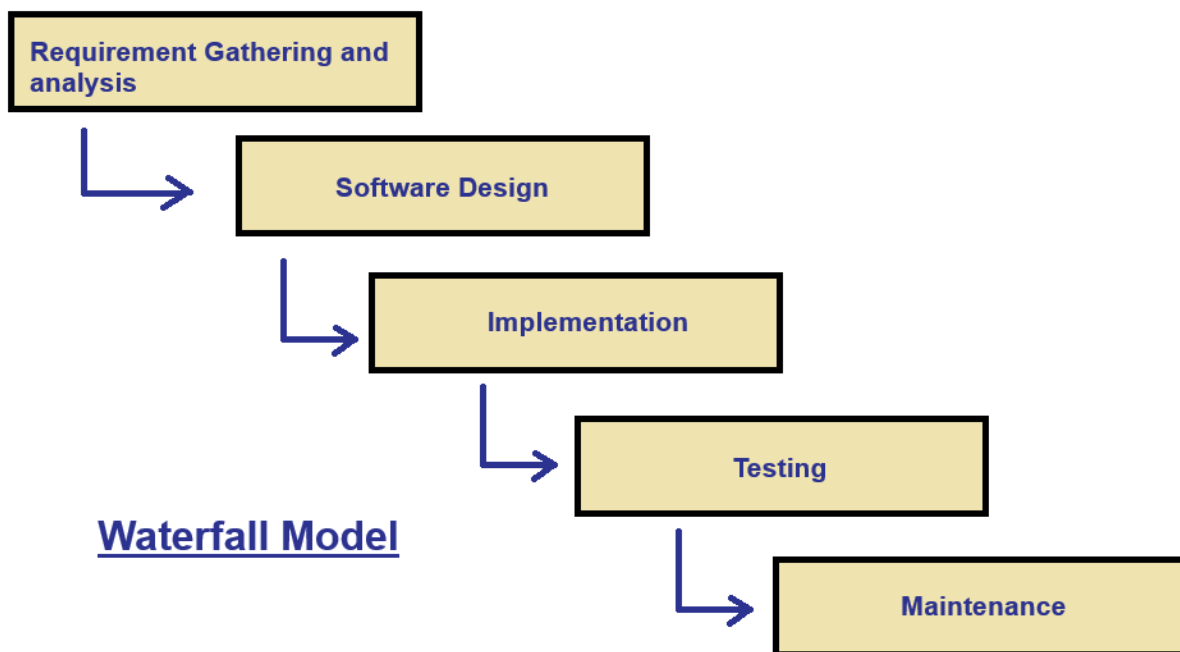 Requirement Gathering and
analysis
Software Design
Implementation
Testing
Waterfall Model
Maintenance